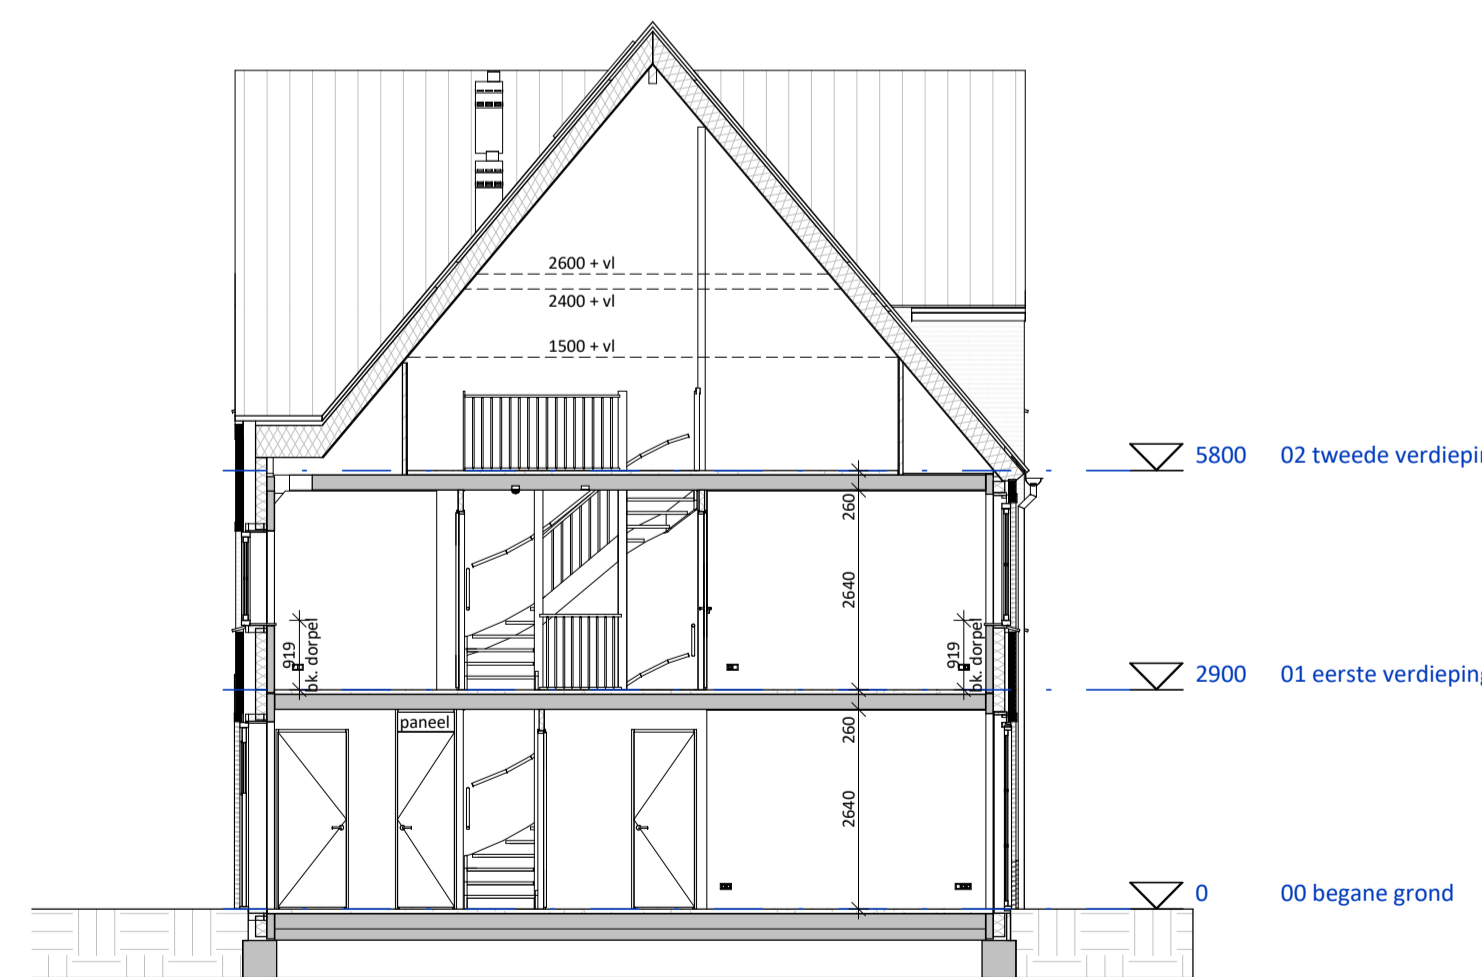 2600 + vl
2400 + vl
1500 + vl
5800 02 tweede verdiepin
260
2640
919
bk. dorpel
919
bk. dorpel
2900 01 eerste verdieping
paneel
260
2640
0 00 begane grond